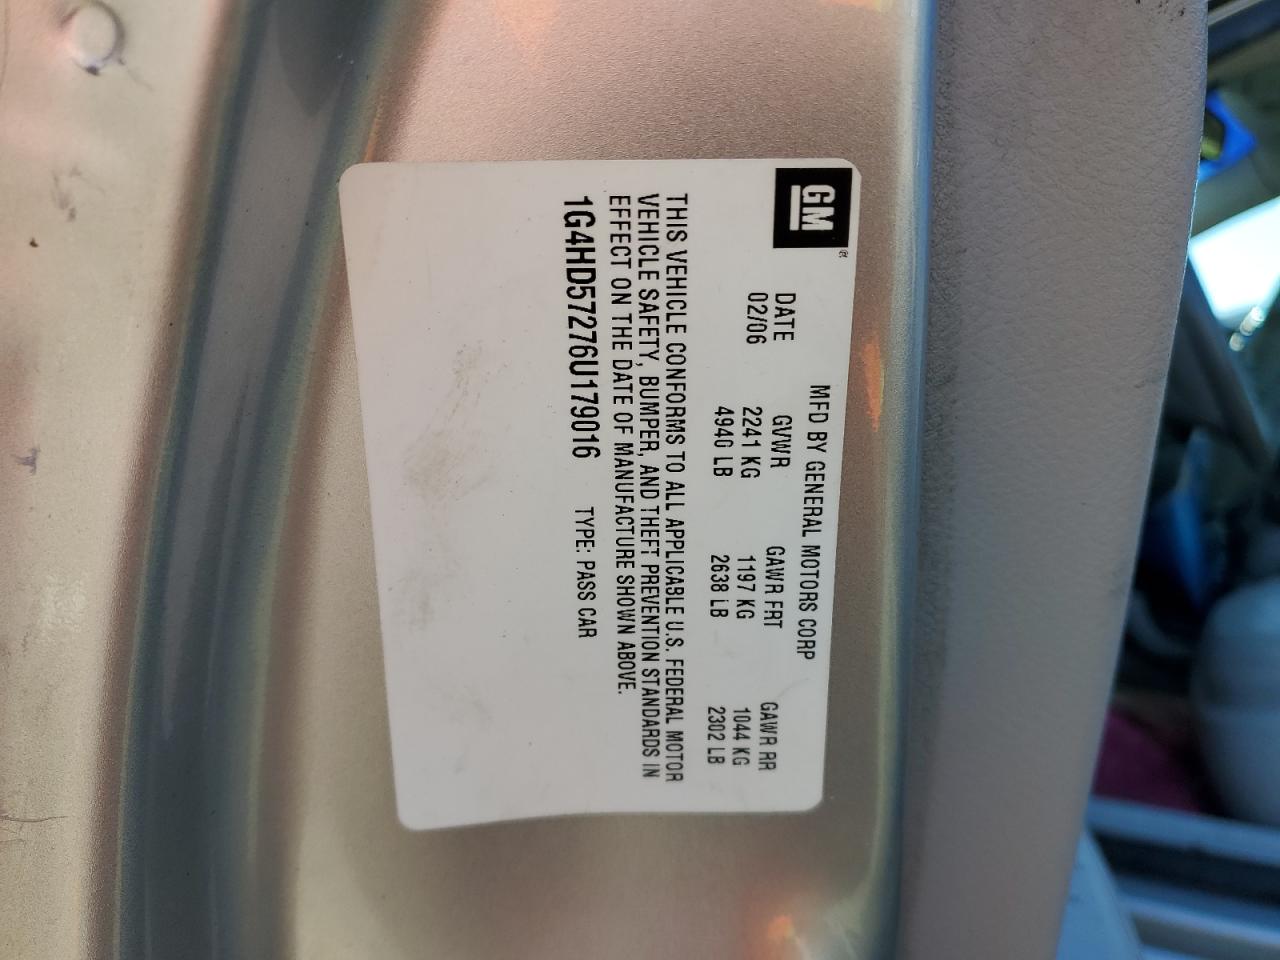 GM
MFD BY GENERAL MOTORS CORP
DATE GVWR GAWR FRT GAWR RR
02/06 2241 KG 1197 KG 1044 KG
4940 LB 2638 LB 2302 LB
THIS VEHICLE CONFORMS TO ALL APPLICABLE U.S. FEDERAL MOTOR
VEHICLE SAFETY, BUMPER, AND THEFT PREVENTION STANDARDS IN
EFFECT ON THE DATE OF MANUFACTURE SHOWN ABOVE.
1G4HD57276U179016 TYPE: PASS CAR